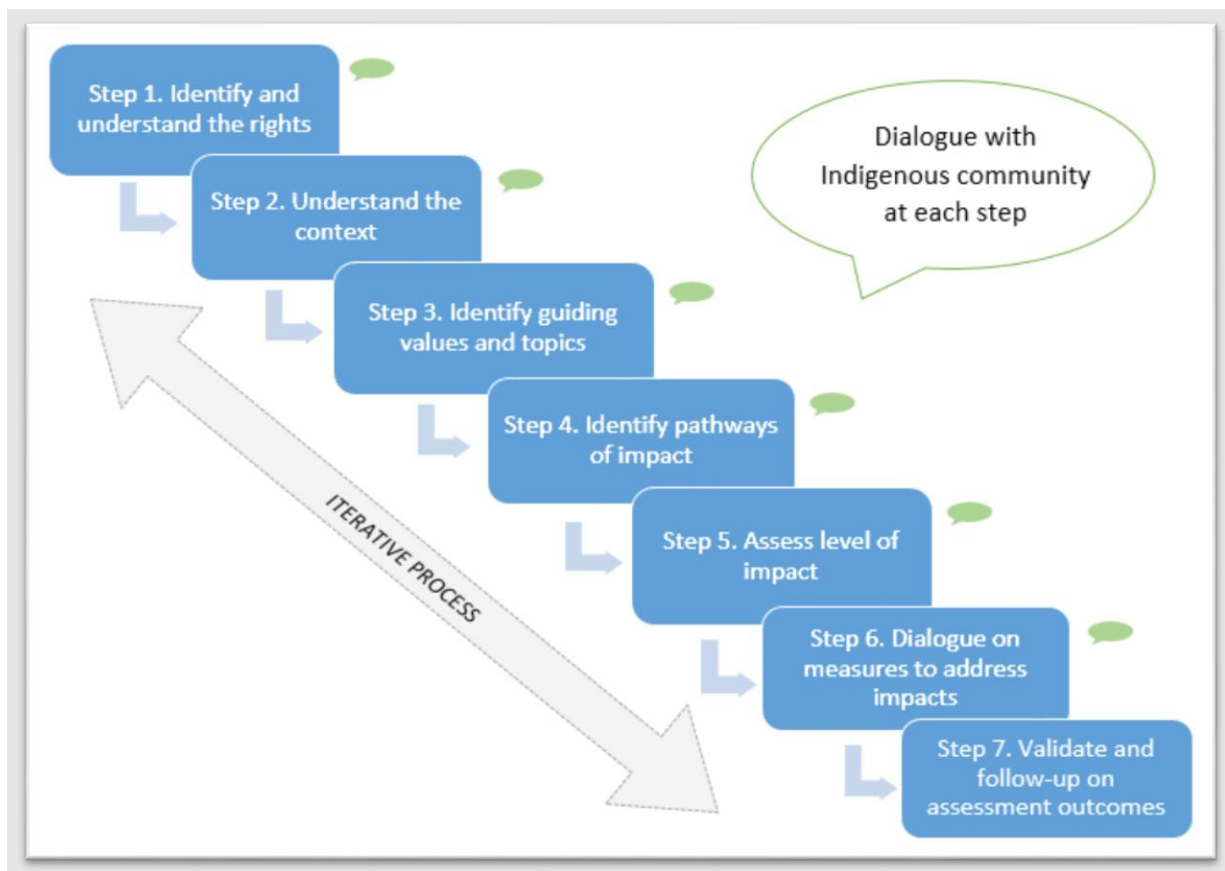 Step 1. Identify and
understand the rights
Step 2. Understand the
context
Step 3. Identify guiding
values and topics
Step 4. Identify pathways
of impact
Step 5. Assess level of
impact
Step 6. Dialogue on
measures to address
impacts
Step 7. Validate and
follow-up on
assessment outcomes
Dialogue with
Indigenous community
at each step
ITERATIVE PROCESS